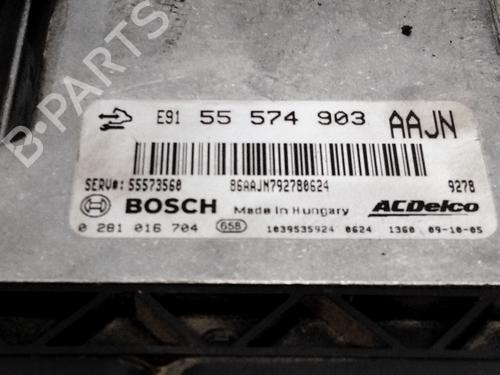 B-PARTS
E91 55 574 903 AAJN
SERV#: 55573560 86AAJN792780624 9278
BOSCH Made in Hungary ACDelco
0 281 016 704 658 1039535924 0624 1360 09-10-05